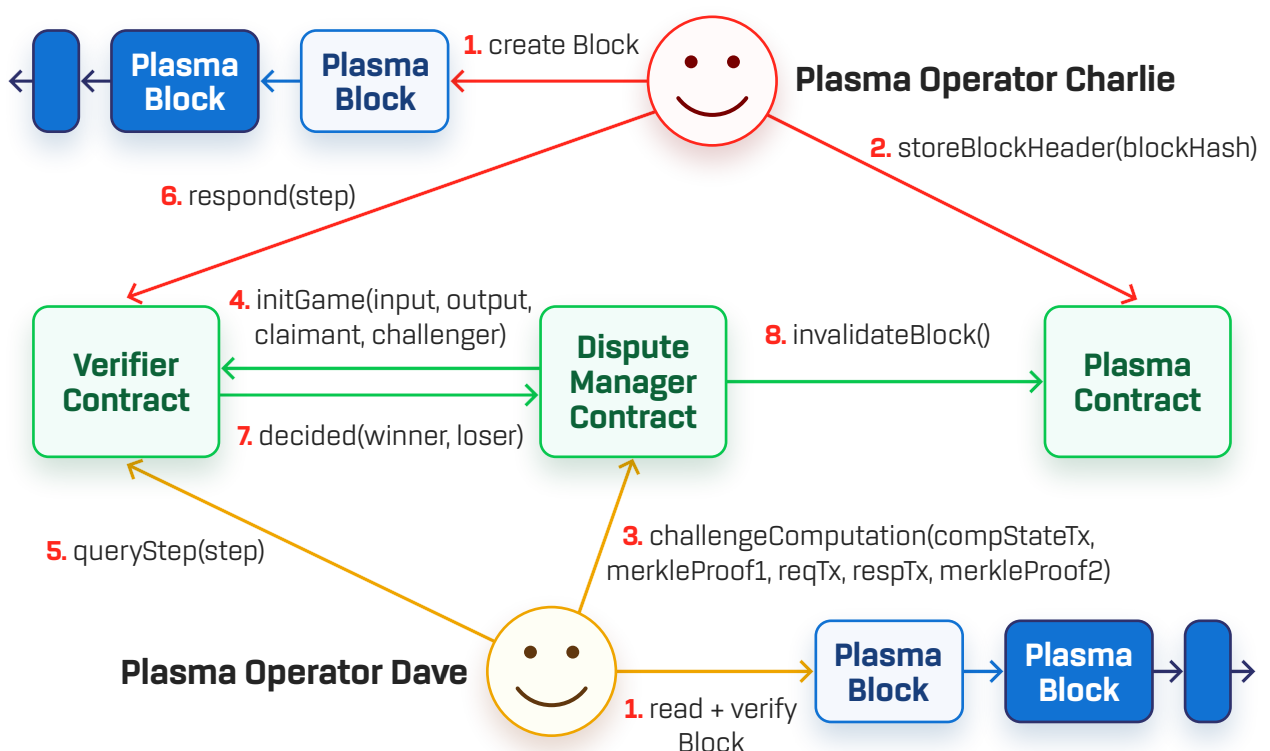 1. create Block
Plasma
Block
Plasma
Block
Plasma Operator Charlie
2. storeBlockHeader(blockHash)
6. respond(step)
4. initGame(input, output,
claimant, challenger)
8. invalidateBlock()
Verifier
Contract
Dispute
Manager
Contract
Plasma
Contract
7. decided(winner, loser)
5. queryStep(step)
3. challengeComputation(compStateTx,
merkleProof1, reqTx, respTx, merkleProof2)
Plasma Operator Dave
Plasma
Block
Plasma
Block
1. read + verify
Block